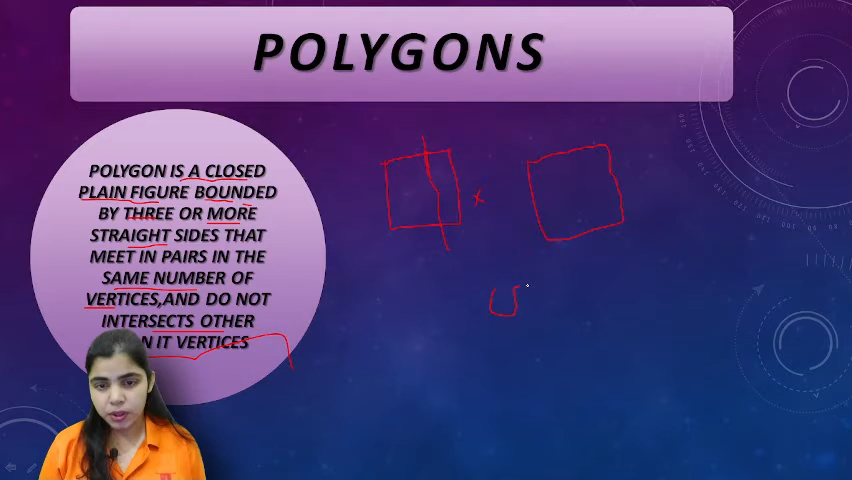 POLYGONS
POLYGON IS A CLOSED
PLAIN FIGURE BOUNDED
BY THREE OR MORE
STRAIGHT SIDES THAT
MEET IN PAIRS IN THE
SAME NUMBER OF
VERTICES,AND DO NOT
INTERSECTS OTHER
IT VERTICES
x